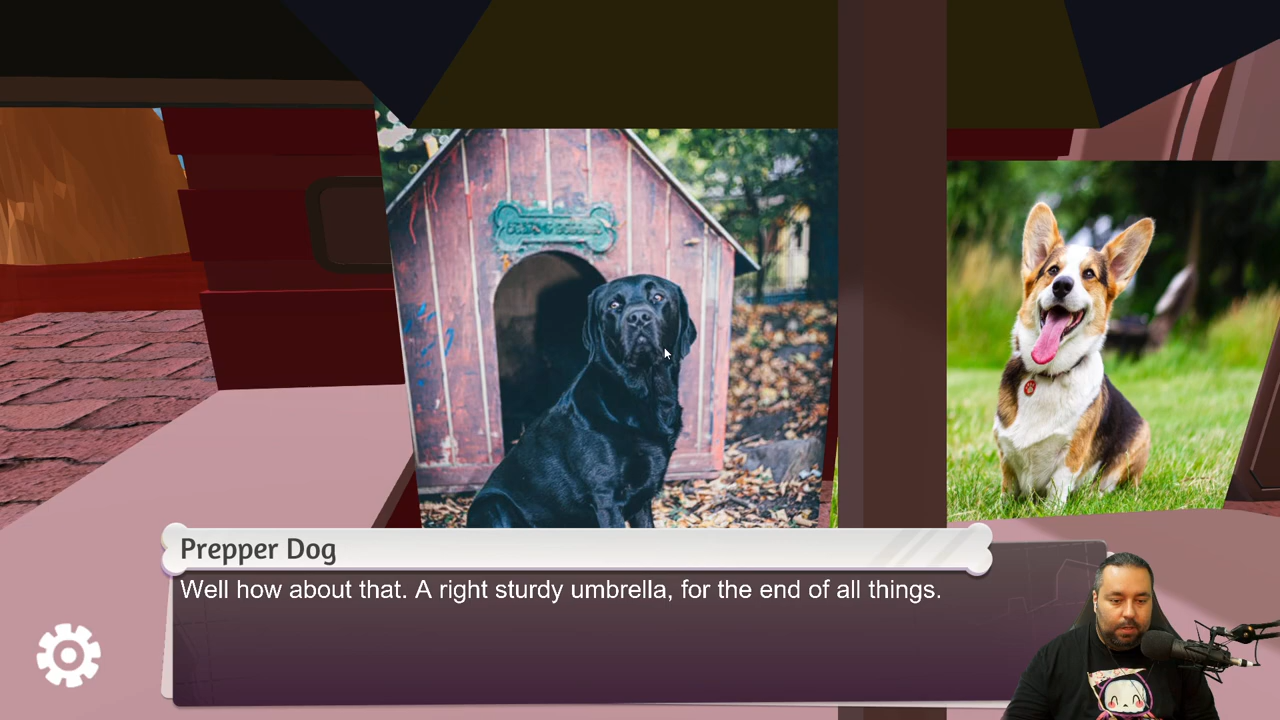 Prepper Dog
Well how about that. A right sturdy umbrella, for the end of all things.